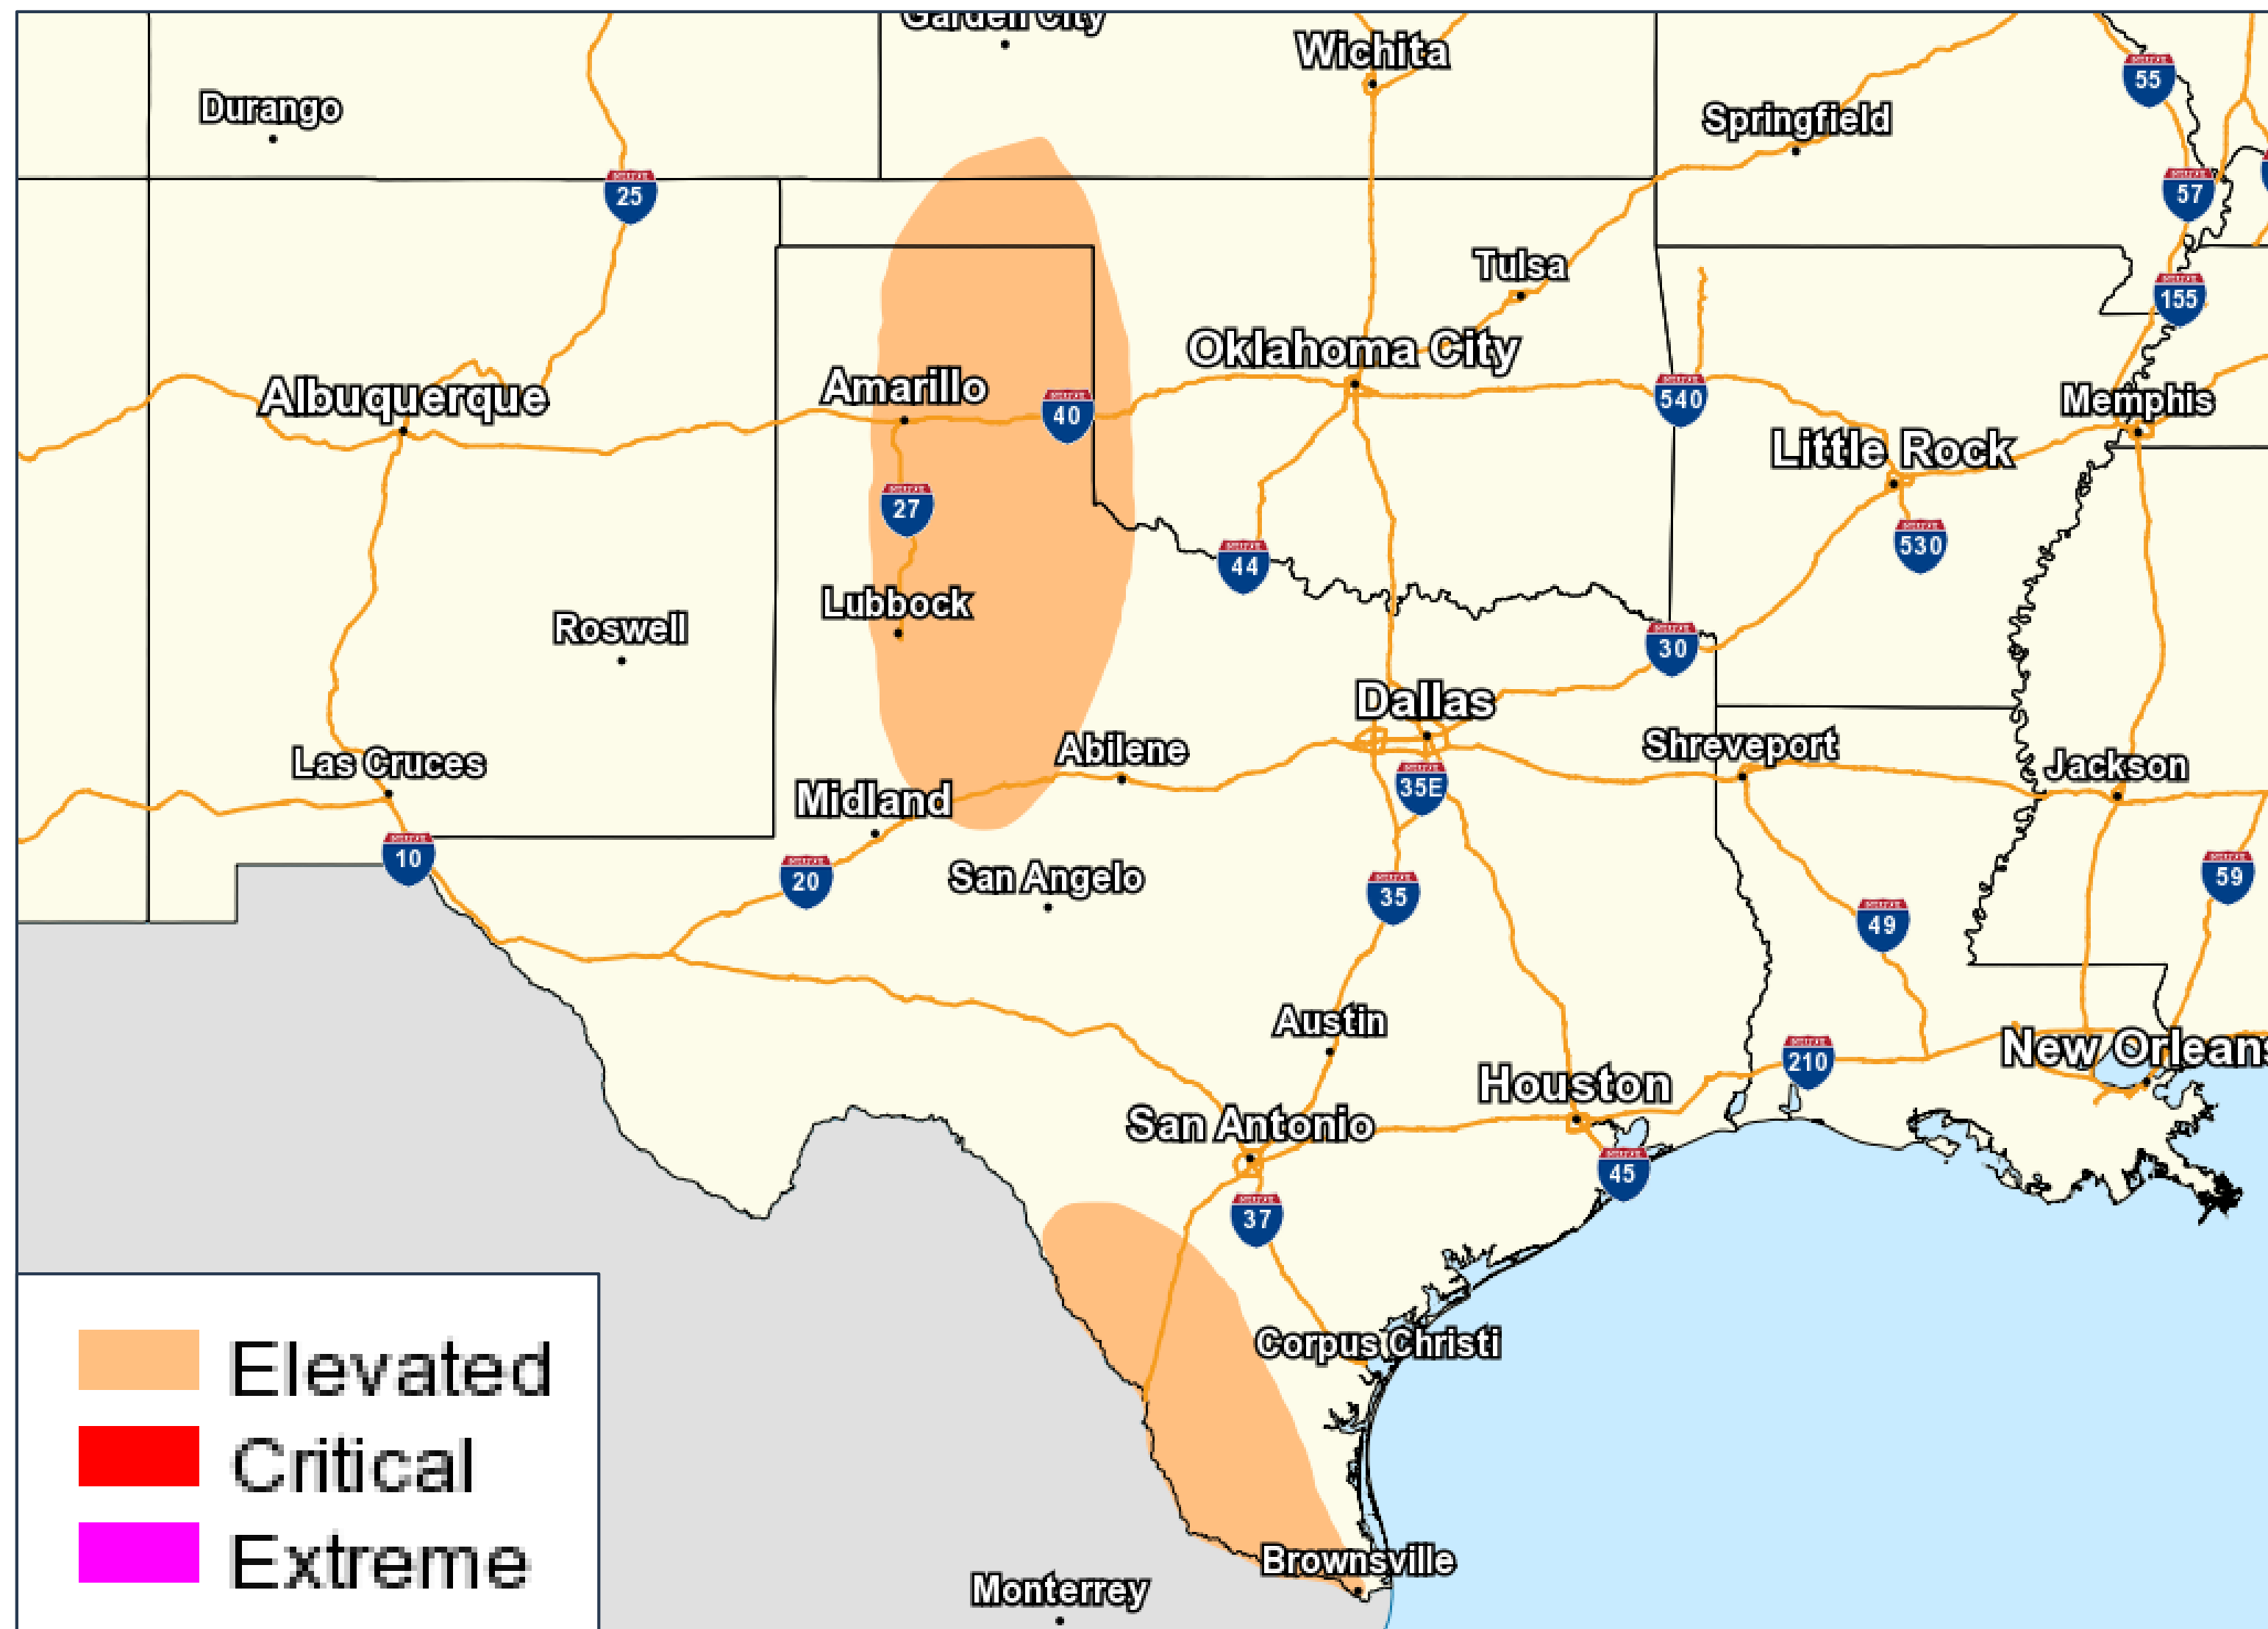 Garden City
Wichita
55
Durango
Springfield
25
57
Tulsa
155
Oklahoma City
Amarillo
40
540
Albuquerque
Memphis
Little Rock
27
530
44
Lubbock
Roswell
30
Dallas
Shreveport
Abilene
Las Cruces
Jackson
35E
Midland
10
20
San Angelo
35
59
49
Austin
New Orleans
210
Houston
San Antonio
45
37
Corpus Christi
Elevated
Critical
Extreme
Brownsville
Monterrey